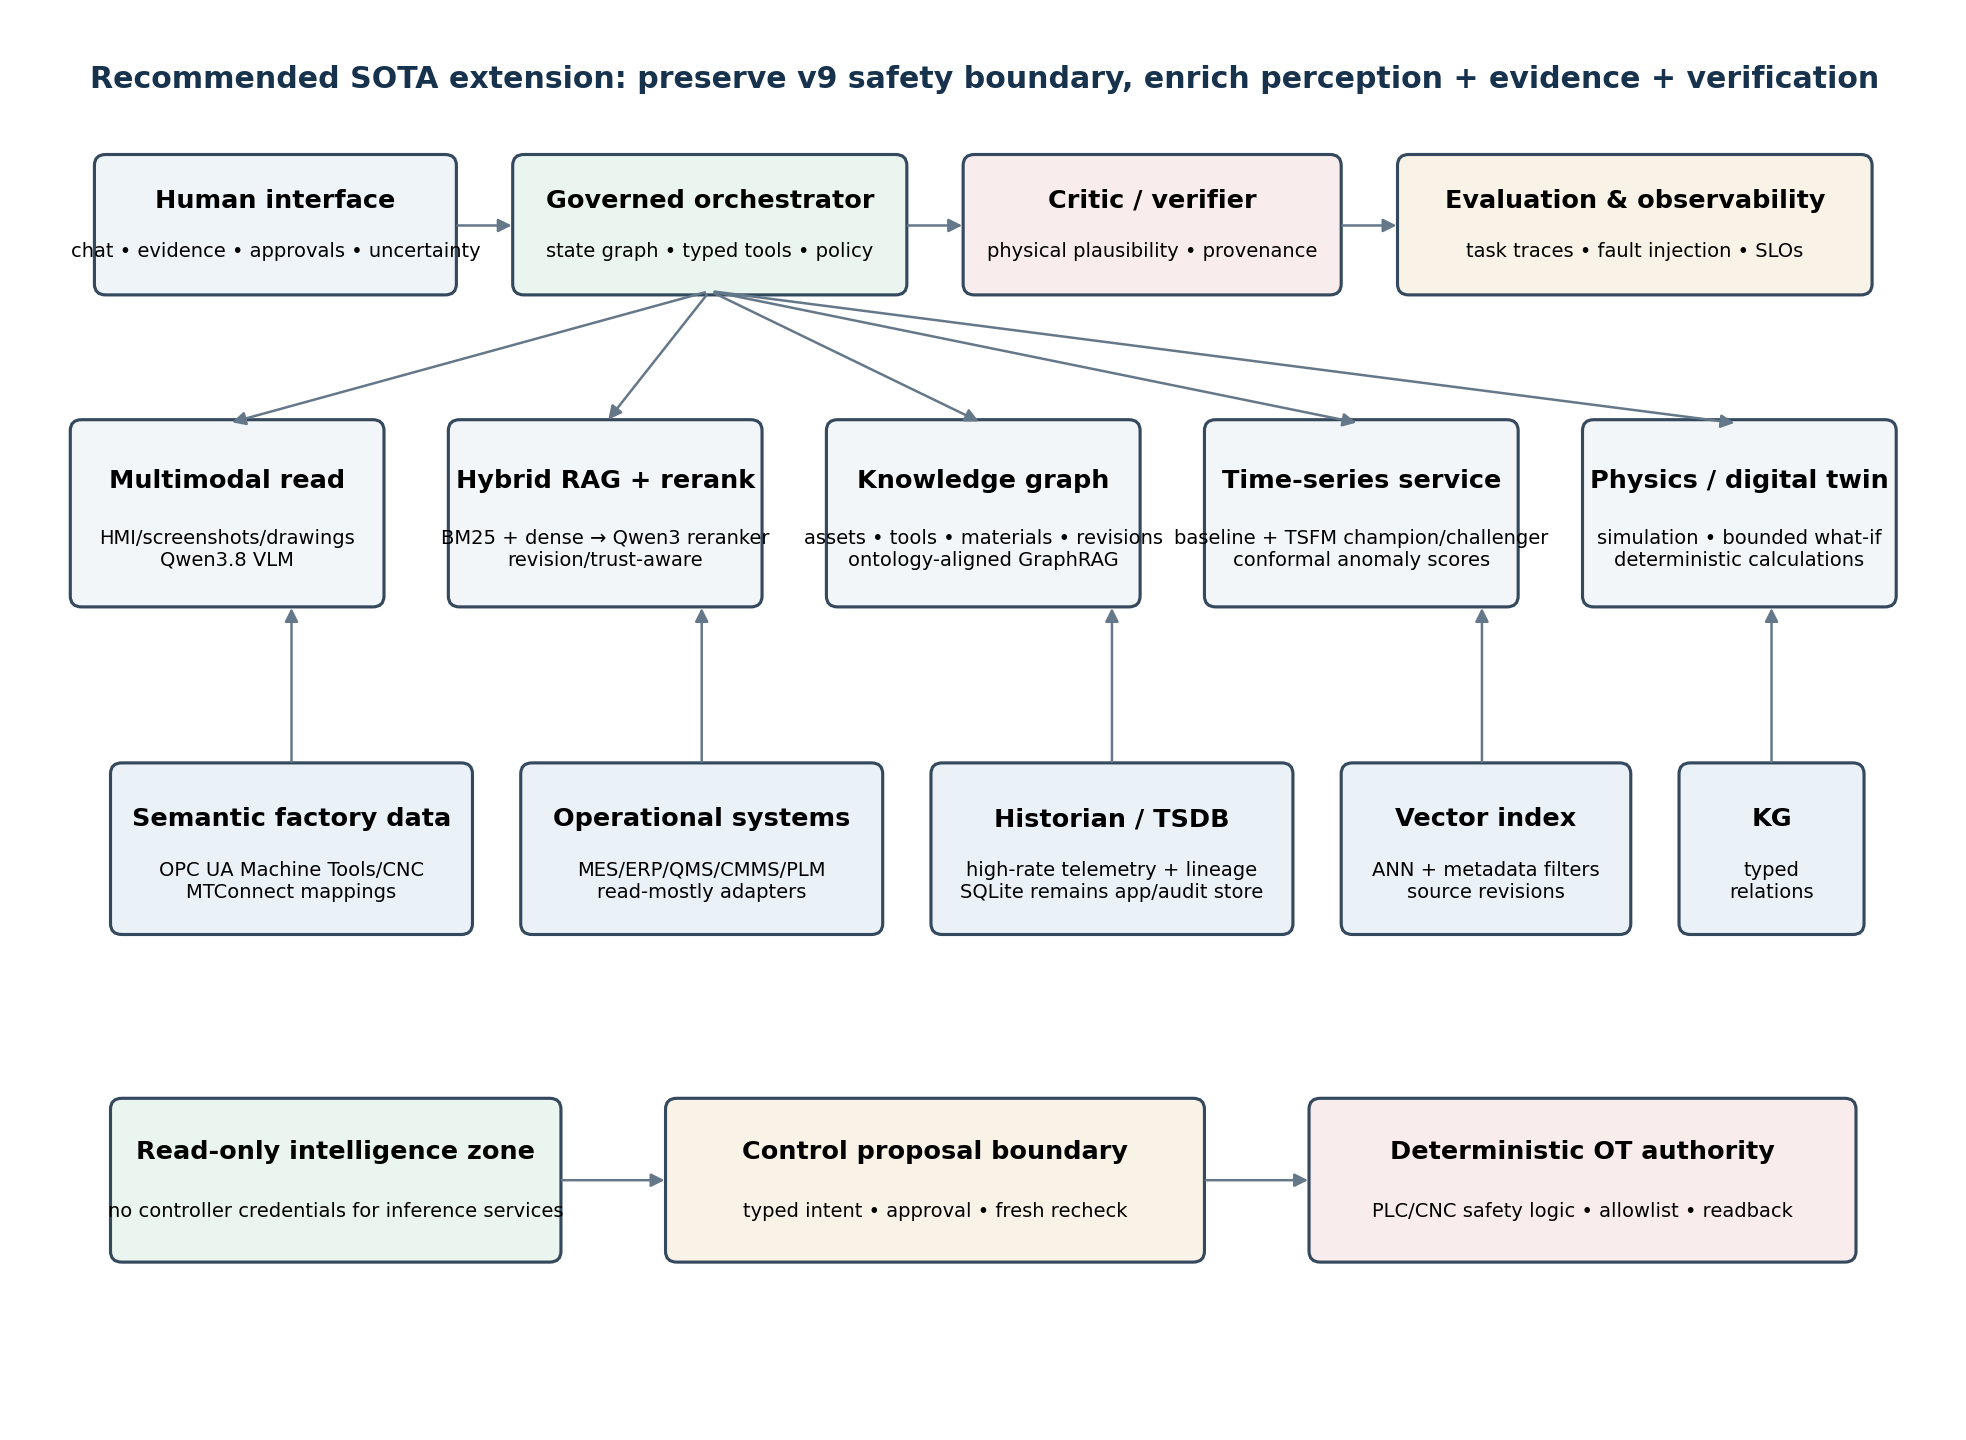 Recommended SOTA extension: preserve v9 safety boundary, enrich perception + evidence + verification
Human interface
chat • evidence • approvals • uncertainty
Governed orchestrator
state graph • typed tools • policy
Critic / verifier
physical plausibility • provenance
Evaluation & observability
task traces • fault injection • SLOs
Multimodal read
HMI/screenshots/drawings
Qwen3.8 VLM
Hybrid RAG + rerank
BM25 + dense → Qwen3 reranker
revision/trust-aware
Knowledge graph
assets • tools • materials • revisions
ontology-aligned GraphRAG
Time-series service
baseline + TSFM champion/challenger
conformal anomaly scores
Physics / digital twin
simulation • bounded what-if
deterministic calculations
Semantic factory data
OPC UA Machine Tools/CNC
MTConnect mappings
Operational systems
MES/ERP/QMS/CMMS/PLM
read-mostly adapters
Historian / TSDB
high-rate telemetry + lineage
SQLite remains app/audit store
Vector index
ANN + metadata filters
source revisions
KG
typed
relations
Read-only intelligence zone
no controller credentials for inference services
Control proposal boundary
typed intent • approval • fresh recheck
Deterministic OT authority
PLC/CNC safety logic • allowlist • readback